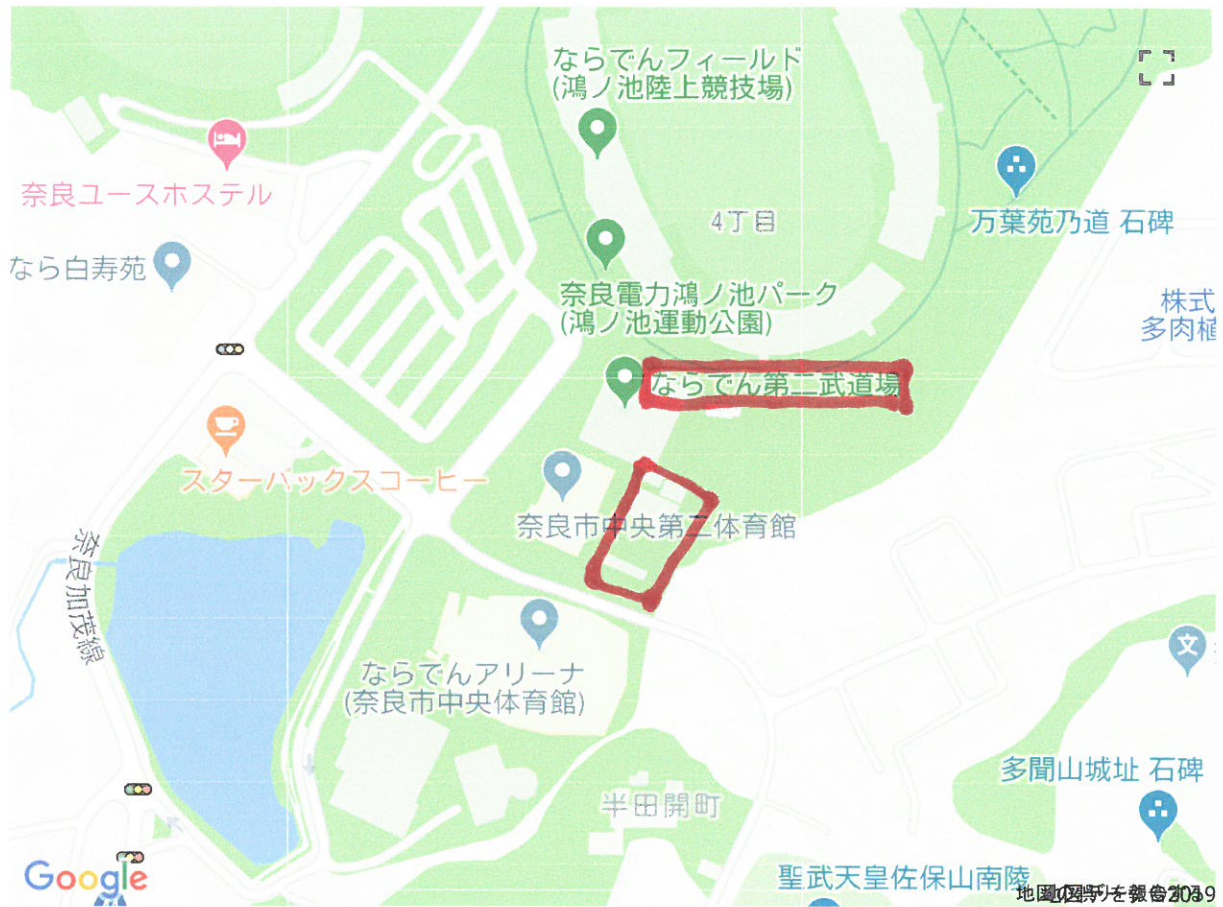 ならでんフィールド
(鴻ノ池陸上競技場)
奈良ユースホステル
4丁目
万葉苑乃道 石碑
なら白寿苑
奈良電力鴻ノ池パーク
(鴻ノ池運動公園)
株式
多肉植
ならでん第二武道場
スターバックスコーヒー
奈良市中央第二体育館
奈良加茂線
文
ならでんアリーナ
(奈良市中央体育館)
多聞山城址 石碑
半田開町
聖武天皇佐保山南陵
Google